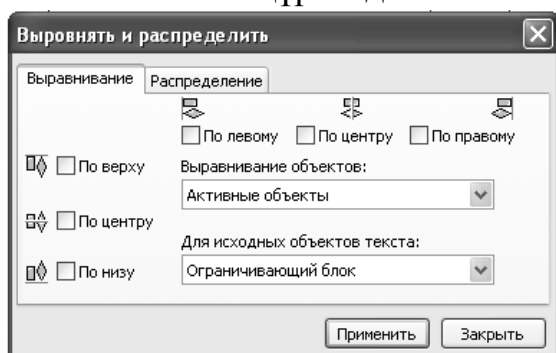 Выровнять и распределить
Выравнивание Распределение
По левому По центру По правому
По верху
Выравнивание объектов:
Активные объекты
По центру
Для исходных объектов текста:
По низу
Ограничивающий блок
Применить Закрыть